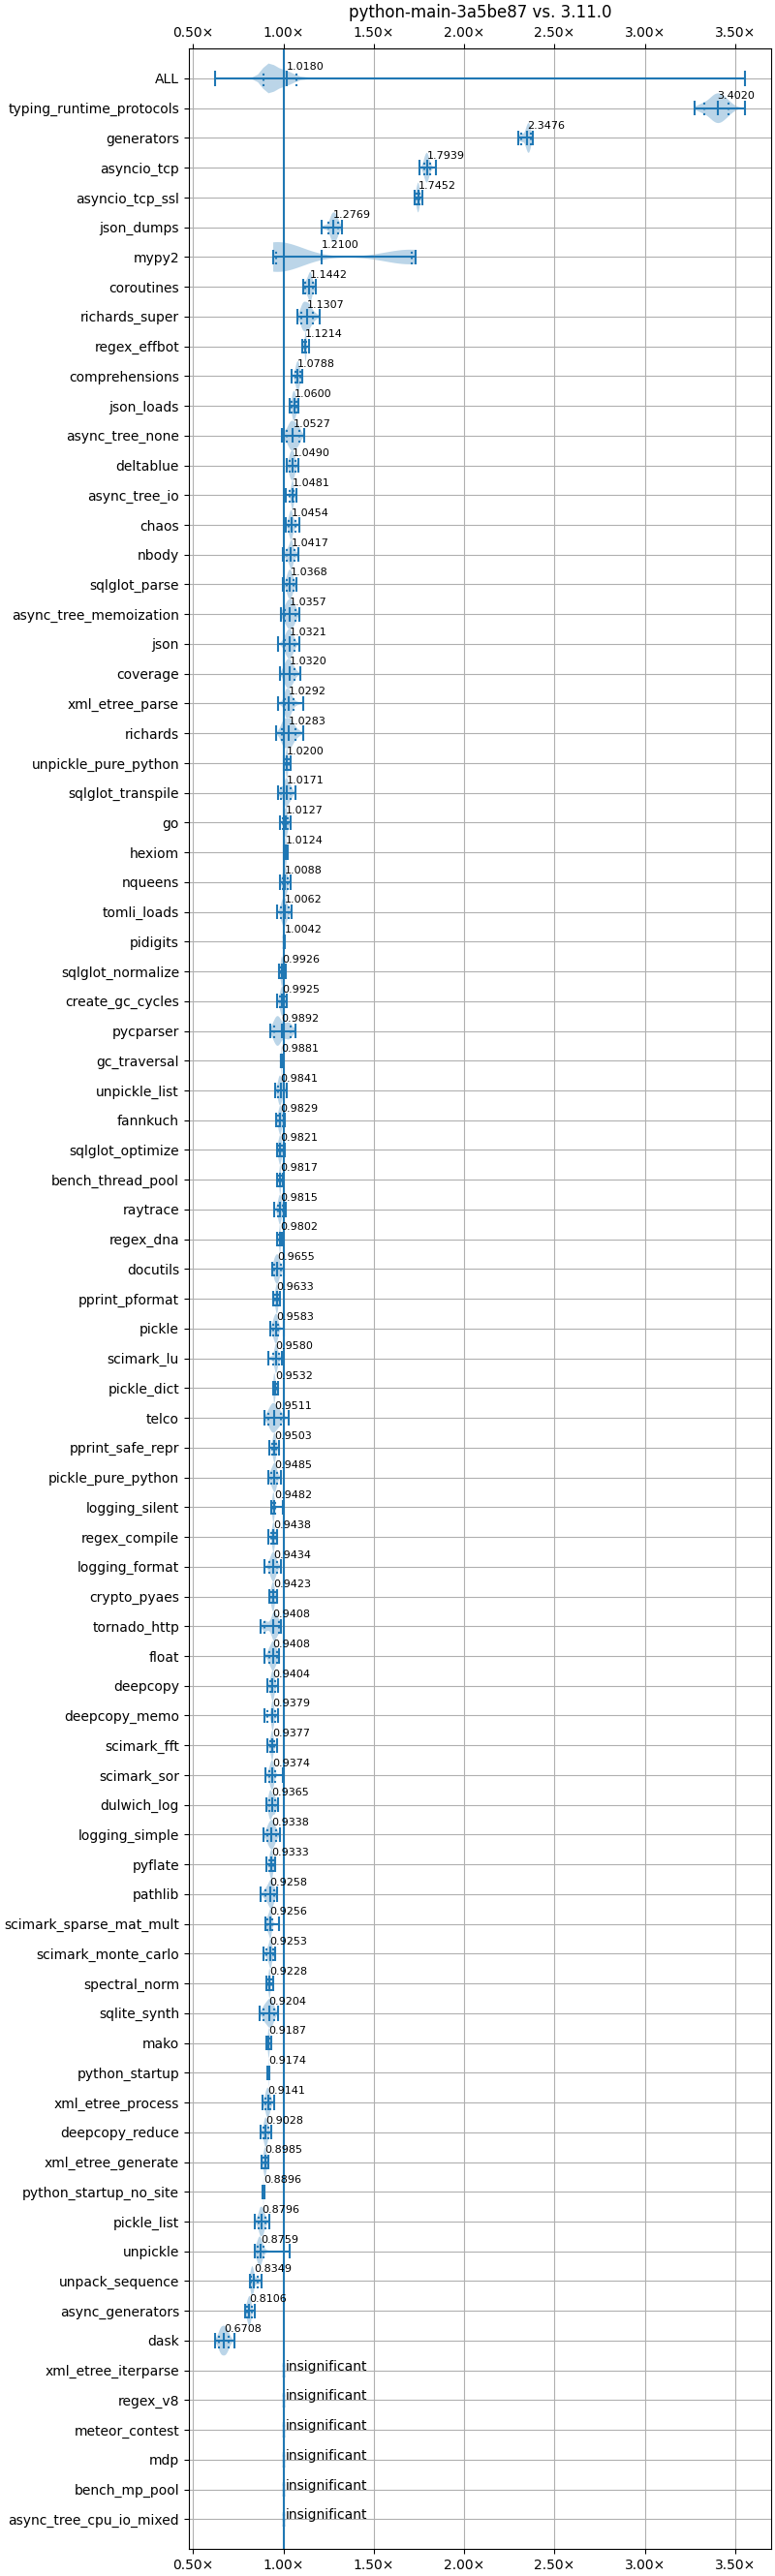 python-main-3a5be87 vs. 3.11.0
0.50× 1.00× 1.50× 2.00× 2.50× 3.00× 3.50×
ALL 1.0180
typing_runtime_protocols 3.4020
generators 2.3476
asyncio_tcp 1.7939
asyncio_tcp_ssl 1.7452
json_dumps 1.2769
mypy2 1.2100
coroutines 1.1442
richards_super 1.1307
regex_effbot 1.1214
comprehensions 1.0788
json_loads 1.0600
async_tree_none 1.0527
deltablue 1.0490
async_tree_io 1.0481
chaos 1.0454
nbody 1.0417
sqlglot_parse 1.0368
async_tree_memoization 1.0357
json 1.0321
coverage 1.0320
xml_etree_parse 1.0292
richards 1.0283
unpickle_pure_python 1.0200
sqlglot_transpile 1.0171
go 1.0127
hexiom 1.0124
nqueens 1.0088
tomli_loads 1.0062
pidigits 1.0042
sqlglot_normalize 0.9926
create_gc_cycles 0.9925
pycparser 0.9892
gc_traversal 0.9881
unpickle_list 0.9841
fannkuch 0.9829
sqlglot_optimize 0.9821
bench_thread_pool 0.9817
raytrace 0.9815
regex_dna 0.9802
docutils 0.9655
pprint_pformat 0.9633
pickle 0.9583
scimark_lu 0.9580
pickle_dict 0.9532
telco 0.9511
pprint_safe_repr 0.9503
pickle_pure_python 0.9485
logging_silent 0.9482
regex_compile 0.9438
logging_format 0.9434
crypto_pyaes 0.9423
tornado_http 0.9408
float 0.9408
deepcopy 0.9404
deepcopy_memo 0.9379
scimark_fft 0.9377
scimark_sor 0.9374
dulwich_log 0.9365
logging_simple 0.9338
pyflate 0.9333
pathlib 0.9258
scimark_sparse_mat_mult 0.9256
scimark_monte_carlo 0.9253
spectral_norm 0.9228
sqlite_synth 0.9204
mako 0.9187
python_startup 0.9174
xml_etree_process 0.9141
deepcopy_reduce 0.9028
xml_etree_generate 0.8985
python_startup_no_site 0.8896
pickle_list 0.8796
unpickle 0.8759
unpack_sequence 0.8349
async_generators 0.8106
dask 0.6708
xml_etree_iterparse insignificant
regex_v8 insignificant
meteor_contest insignificant
mdp insignificant
bench_mp_pool insignificant
async_tree_cpu_io_mixed insignificant
0.50× 1.00× 1.50× 2.00× 2.50× 3.00× 3.50×